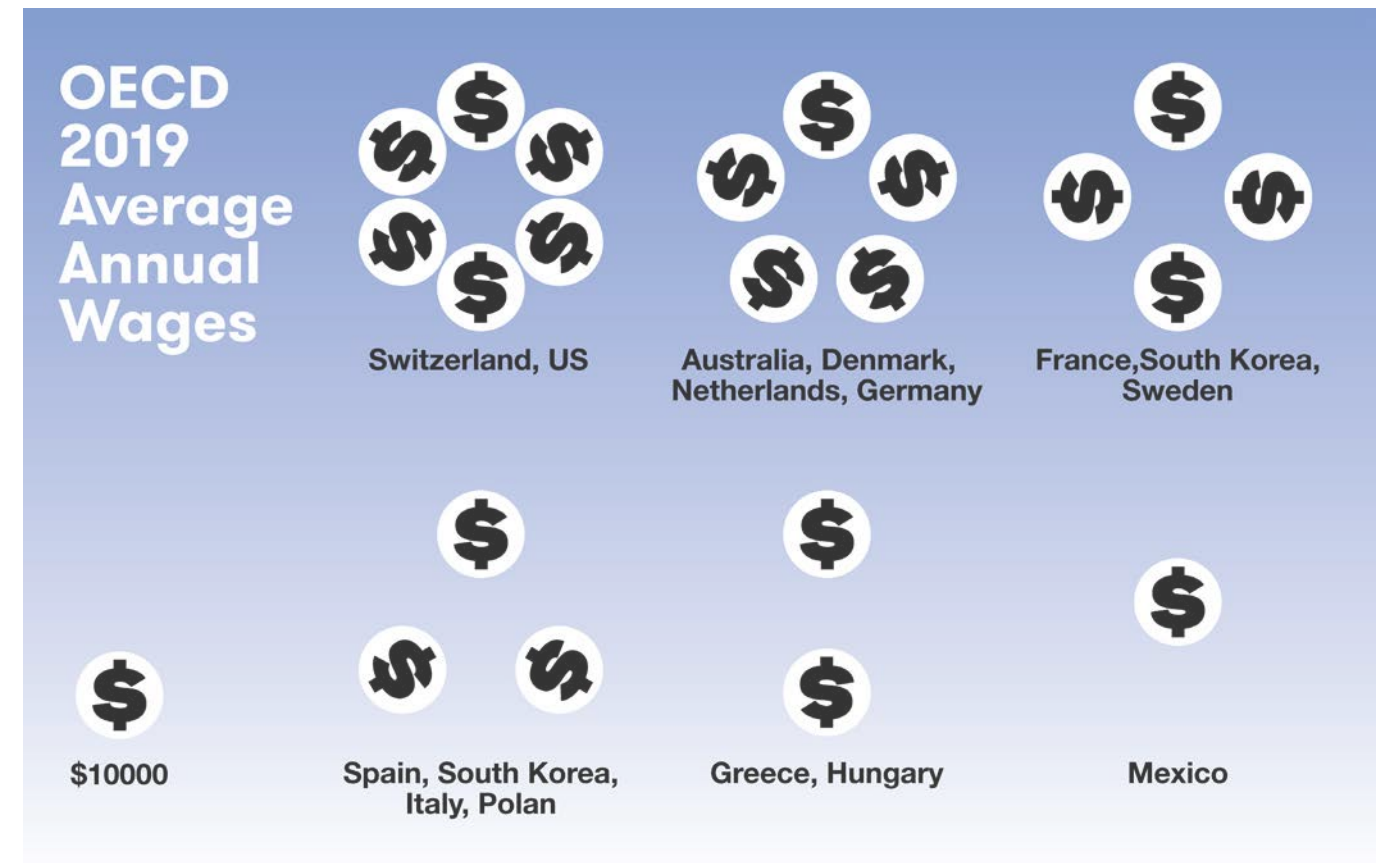 OECD
2019
Average
Annual
Wages
$
$
$
$
$
$
Switzerland, US
$
$
$
$
$
Australia, Denmark,
Netherlands, Germany
$
$
$
$
France,South Korea,
Sweden
$
$10000
$
$
$
Spain, South Korea,
Italy, Polan
$
$
Greece, Hungary
$
Mexico